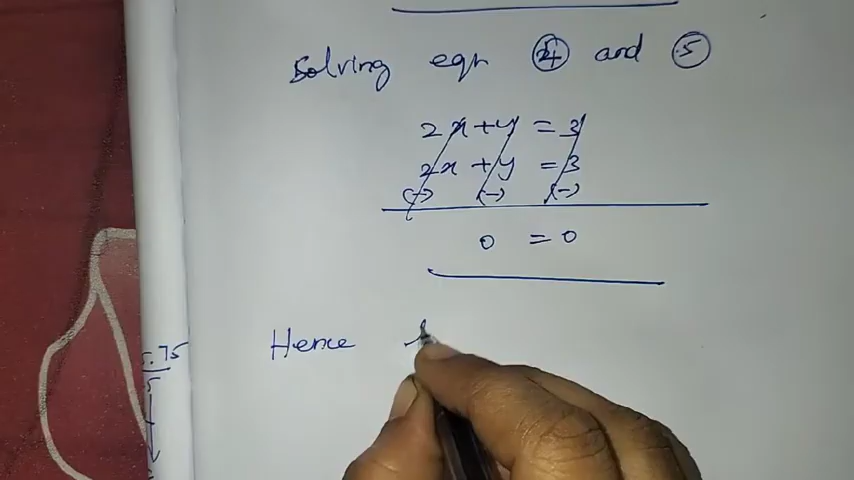 Solving eqn ④ and ⑤
2x + y = 3
2x + y = 3
(-) (-) (-)
0 = 0
Hence